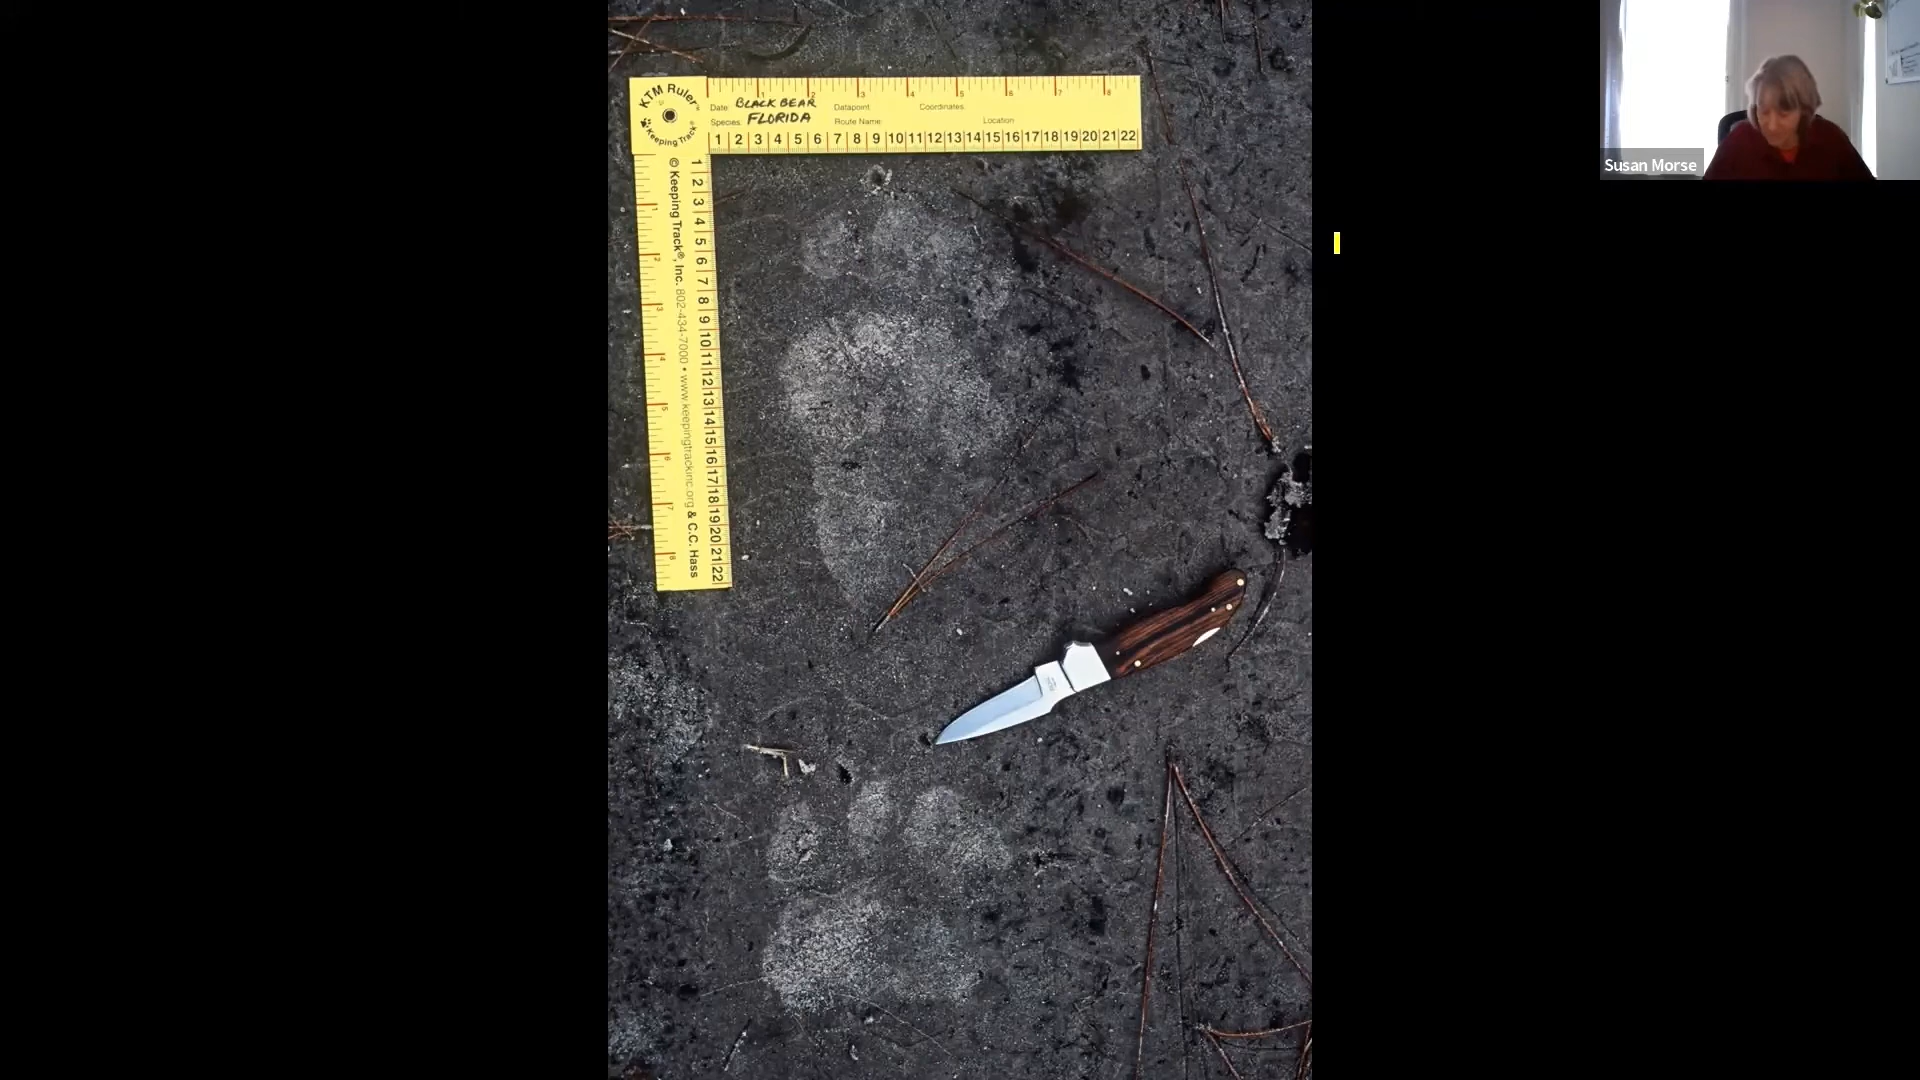 KTM Ruler
Keeping Track®
Date: BLACK BEAR Datapoint Coordinates
Species: FLORIDA Route Name: Location
1 2 3 4 5 6 7 8
1 2 3 4 5 6 7 8 9 10 11 12 13 14 15 16 17 18 19 20 21 22
1 2 3 4 5 6 7 8 9 10 11 12 13 14 15 16 17 18 19 20 21 22
© Keeping Track®, Inc. 802-434-7000 • www.keepingtrackinc.org & C.C. Hass
1 2 3 4 5 6 7 8
Susan Morse